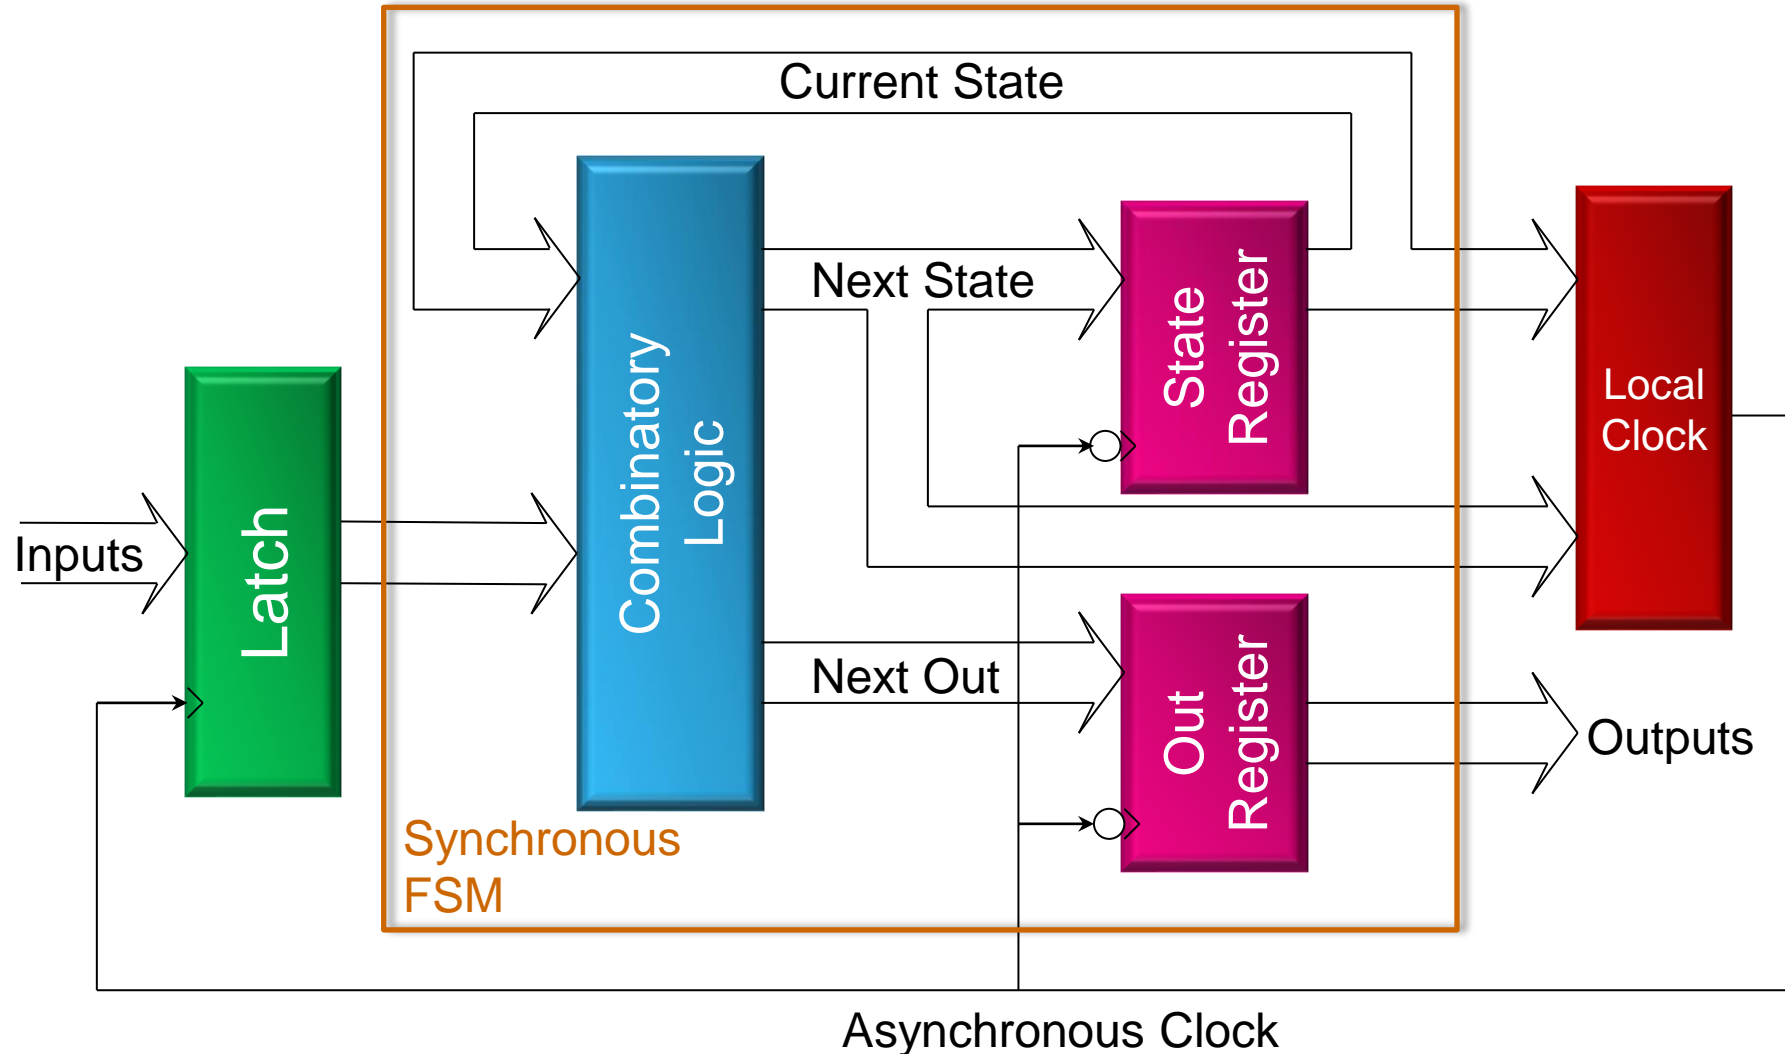 Current State
Next State
State
Register
Local
Clock
Combinatory
Logic
Latch
Inputs
Next Out
Out
Register
Outputs
Synchronous
FSM
Asynchronous Clock